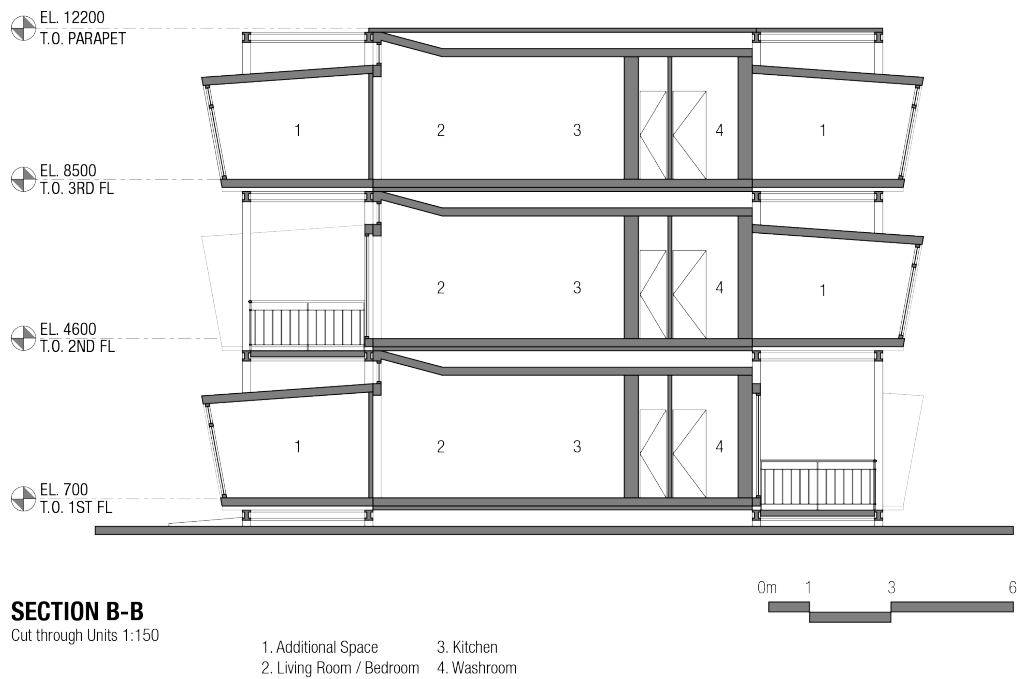 EL. 12200
T.O. PARAPET
1 2 3 4 1
EL. 8500
T.O. 3RD FL
2 3 4 1
EL. 4600
T.O. 2ND FL
1 2 3 4
EL. 700
T.O. 1ST FL
0m 1 3 6
SECTION B-B
Cut through Units 1:150
1. Additional Space 3. Kitchen
2. Living Room / Bedroom 4. Washroom